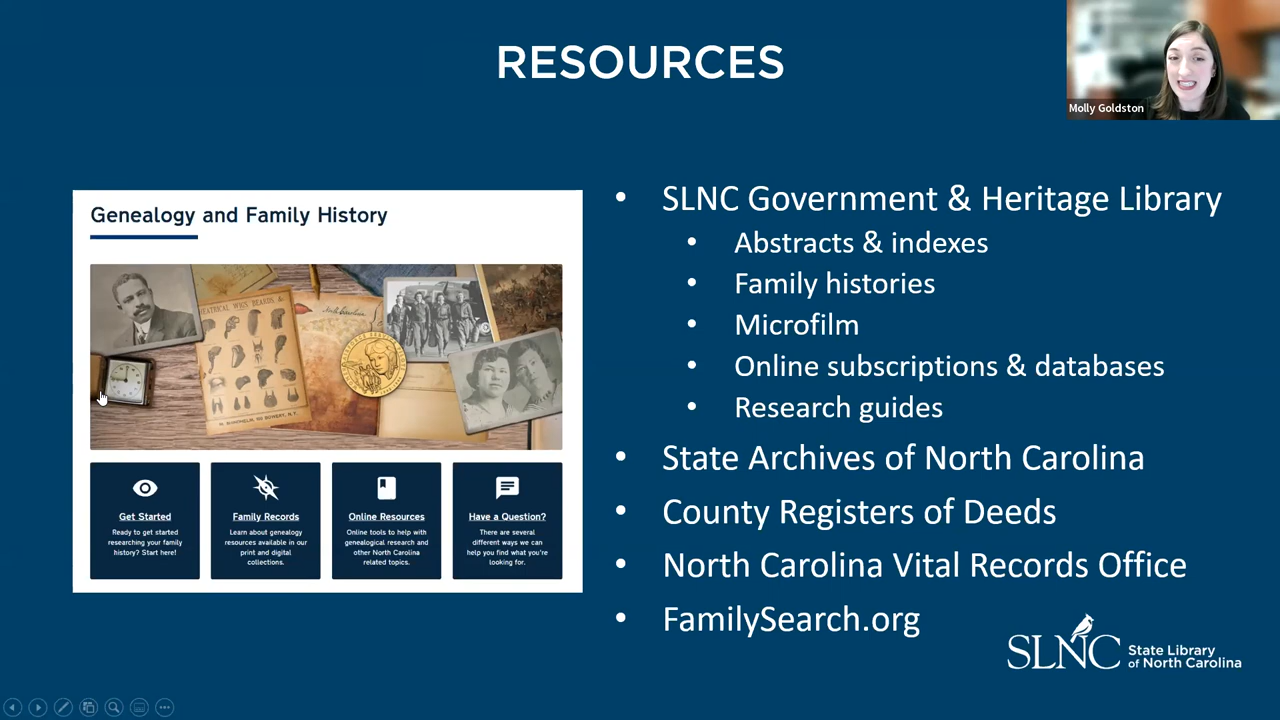 RESOURCES
Molly Goldston
Genealogy and Family History
THEATRICAL WIGS, BEARDS, &
North Carolina
Get Started
Ready to get started
researching your family
history? Start here!
Family Records
Learn about genealogy
resources available in our
print and digital
collections.
Online Resources
Online tools to help with
genealogical research and
other North Carolina
related topics.
Have a Question?
There are several
different ways we can
help you find what you're
looking for.
• SLNC Government & Heritage Library
• Abstracts & indexes
• Family histories
• Microfilm
• Online subscriptions & databases
• Research guides
• State Archives of North Carolina
• County Registers of Deeds
• North Carolina Vital Records Office
• FamilySearch.org
SLNC
State Library
of North Carolina